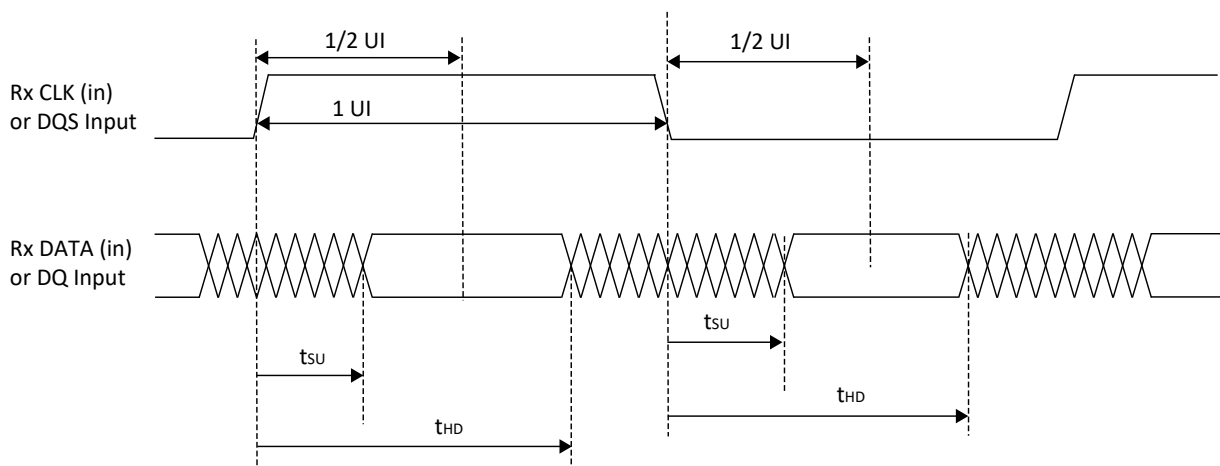 1/2 UI
1/2 UI
Rx CLK (in)
or DQS Input
1 UI
Rx DATA (in)
or DQ Input
tSU
tSU
tHD
tHD